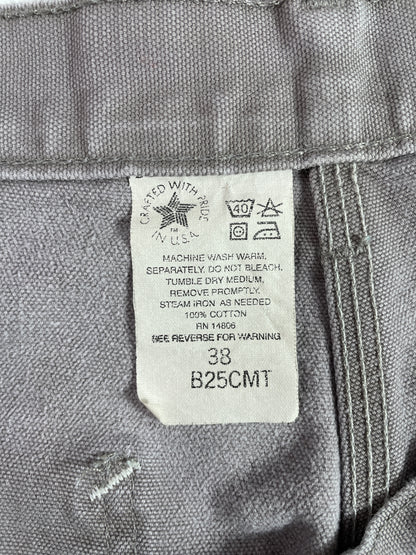 CRAFTED WITH PRIDE
TM
IN U.S.A.
40
MACHINE WASH WARM,
SEPARATELY. DO NOT BLEACH.
TUMBLE DRY MEDIUM,
REMOVE PROMPTLY.
STEAM IRON AS NEEDED
100% COTTON
RN 14806
SEE REVERSE FOR WARNING
38
B25CMT